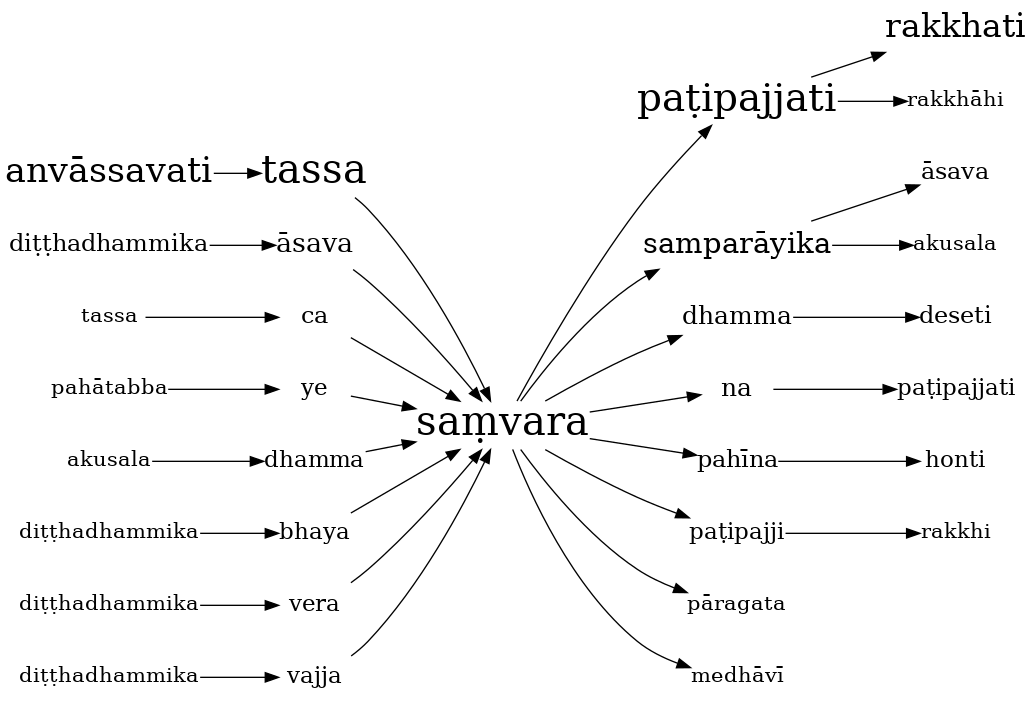 rakkhati
paṭipajjati
rakkhāhi
anvāssavati tassa
āsava
diṭṭhadhammika āsava
samparāyika akusala
tassa ca
dhamma deseti
pahātabba ye
na paṭipajjati
saṃvara
akusala dhamma
pahīna honti
diṭṭhadhammika bhaya
paṭipajji rakkhi
diṭṭhadhammika vera
pāragata
diṭṭhadhammika vajja
medhāvī